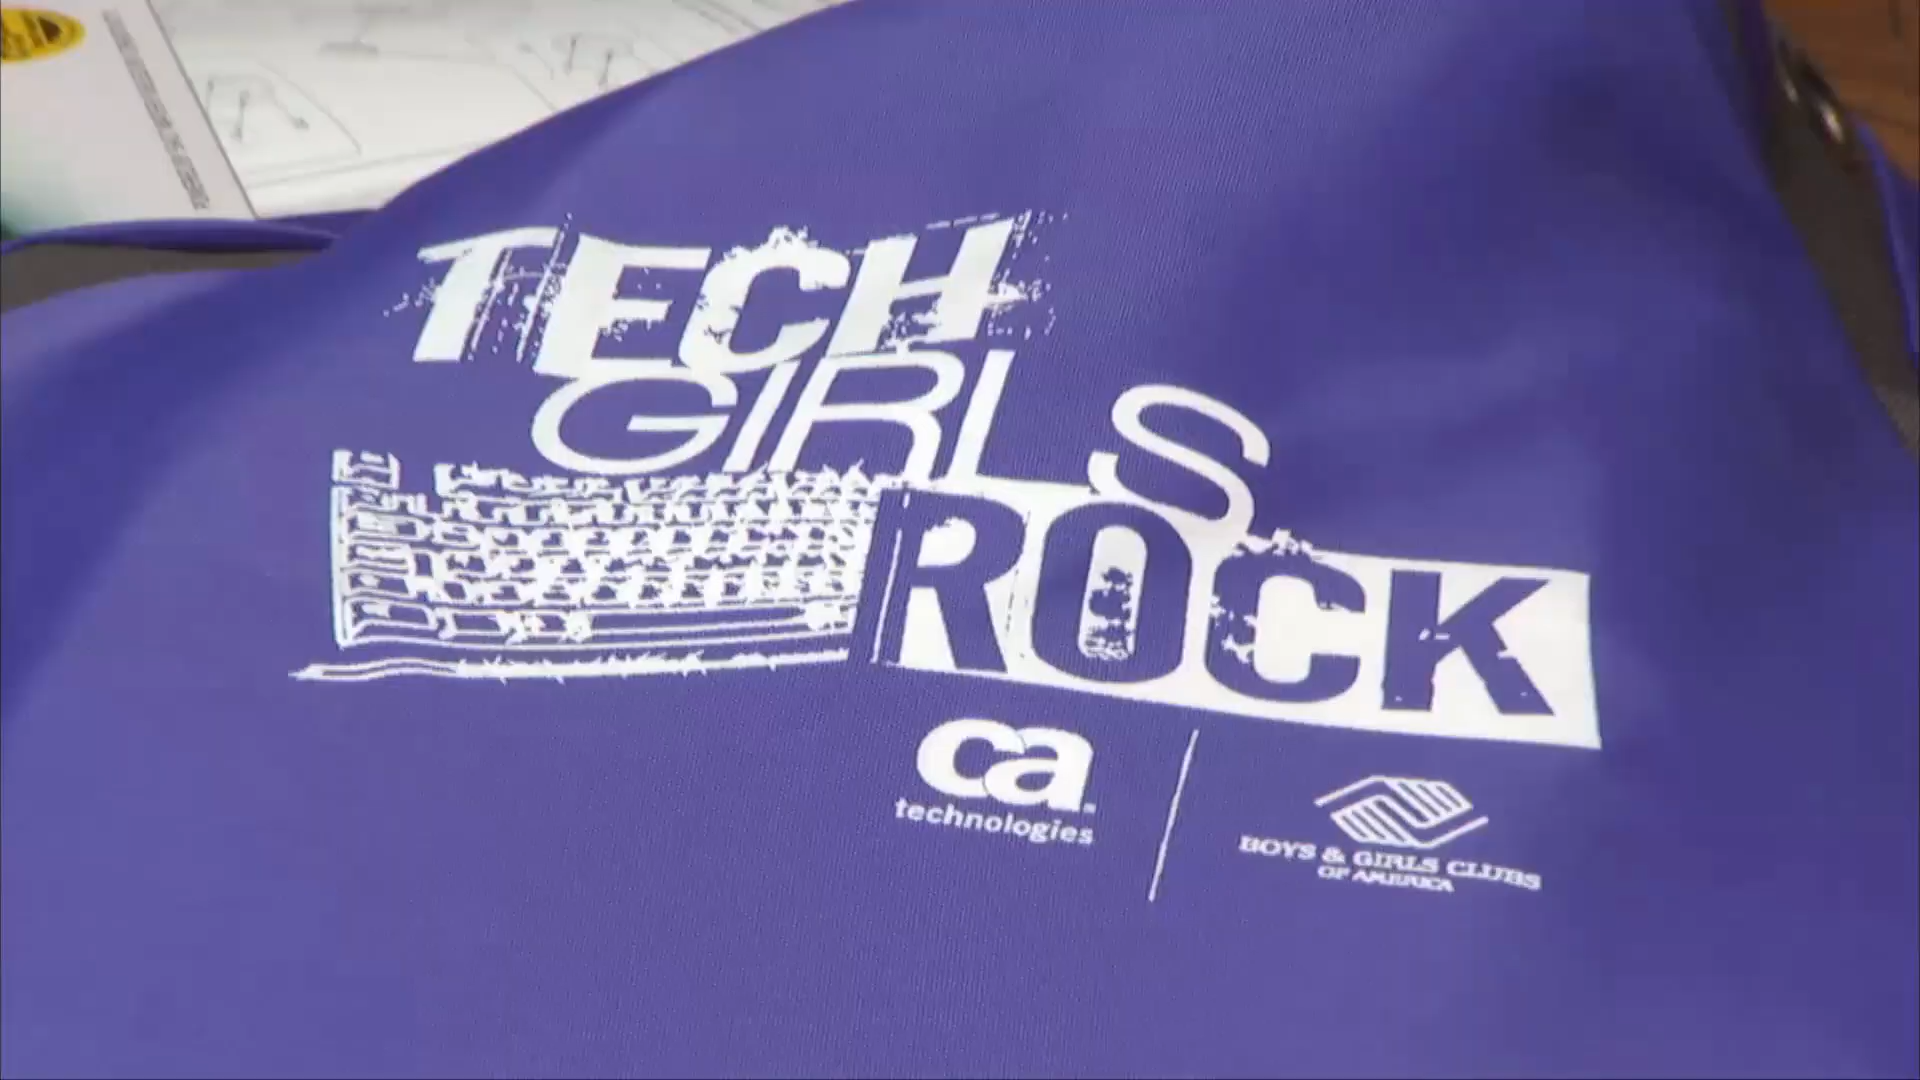 TECH
GIRLS
ROCK
ca
technologies
BOYS & GIRLS CLUBS
OF AMERICA